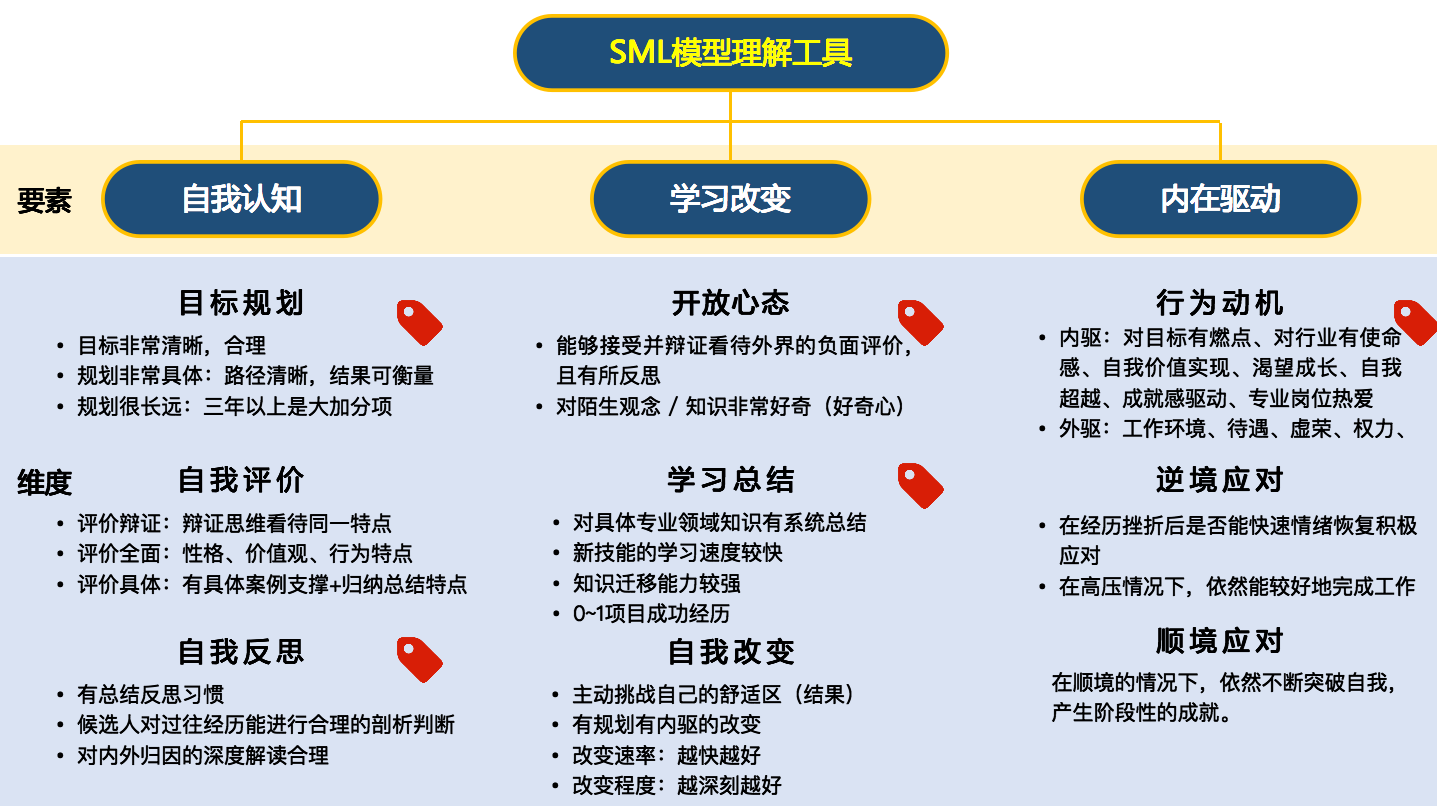 SML模型理解工具
要素
自我认知
学习改变
内在驱动
维度
目标规划
• 目标非常清晰，合理
• 规划非常具体：路径清晰，结果可衡量
• 规划很长远：三年以上是大加分项
自我评价
• 评价辩证：辩证思维看待同一特点
• 评价全面：性格、价值观、行为特点
• 评价具体：有具体案例支撑+归纳总结特点
自我反思
• 有总结反思习惯
• 候选人对过往经历能进行合理的剖析判断
• 对内外归因的深度解读合理
开放心态
• 能够接受并辩证看待外界的负面评价，
且有所反思
• 对陌生观念 / 知识非常好奇（好奇心）
学习总结
• 对具体专业领域知识有系统总结
• 新技能的学习速度较快
• 知识迁移能力较强
• 0~1项目成功经历
自我改变
• 主动挑战自己的舒适区（结果）
• 有规划有内驱的改变
• 改变速率：越快越好
• 改变程度：越深刻越好
行为动机
• 内驱：对目标有燃点、对行业有使命
感、自我价值实现、渴望成长、自我
超越、成就感驱动、专业岗位热爱
• 外驱：工作环境、待遇、虚荣、权力、
逆境应对
• 在经历挫折后是否能快速情绪恢复积极
应对
• 在高压情况下，依然能较好地完成工作
顺境应对
在顺境的情况下，依然不断突破自我，
产生阶段性的成就。